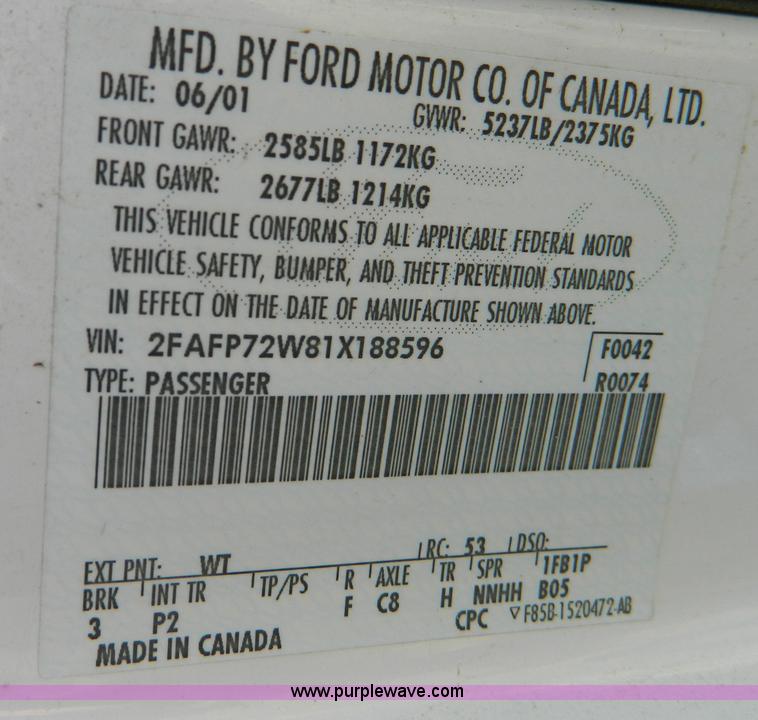 MFD. BY FORD MOTOR CO. OF CANADA, LTD.
DATE: 06/01 GVWR: 5237LB/2375KG
FRONT GAWR: 2585LB 1172KG
REAR GAWR: 2677LB 1214KG
THIS VEHICLE CONFORMS TO ALL APPLICABLE FEDERAL MOTOR
VEHICLE SAFETY, BUMPER, AND THEFT PREVENTION STANDARDS
IN EFFECT ON THE DATE OF MANUFACTURE SHOWN ABOVE.
VIN: 2FAFP72W81X188596 F0042
TYPE: PASSENGER R0074
EXT PNT: WT RC: 53 DSO:
BRK INT TR TP/PS R AXLE TR SPR 1FB1P
3 P2 F C8 H NNHH B05
MADE IN CANADA CPC ▽F85B-1520472-AB
www.purplewave.com